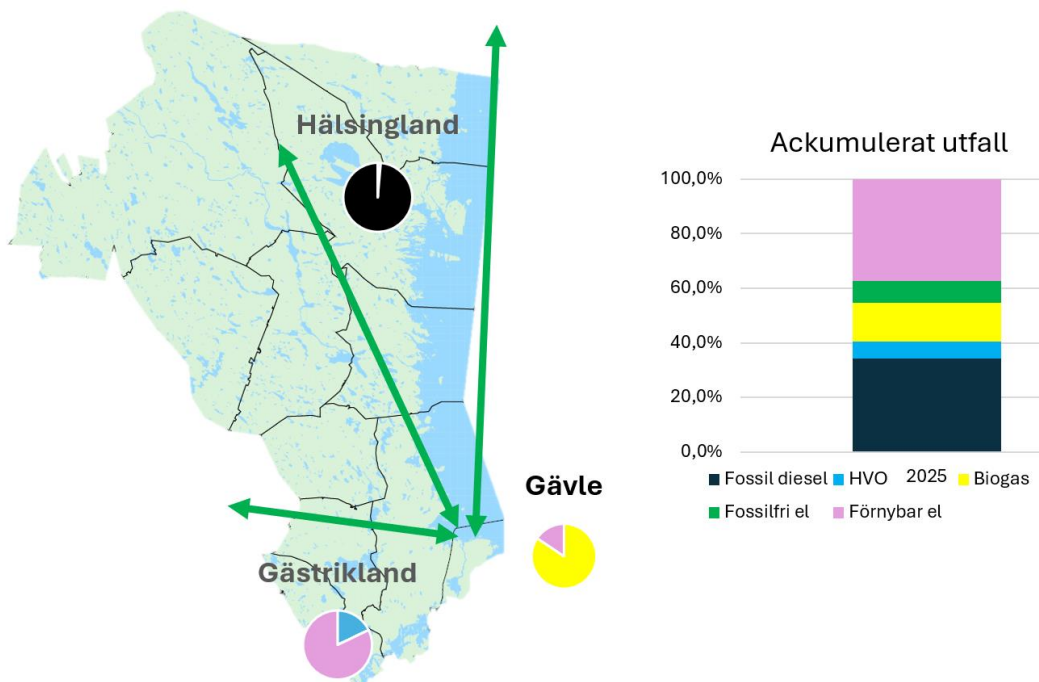 Hälsingland
Gävle
Gästrikland
Ackumulerat utfall
100,0%
80,0%
60,0%
40,0%
20,0%
0,0%
2025
Fossil diesel HVO Biogas
Fossilfri el Förnybar el